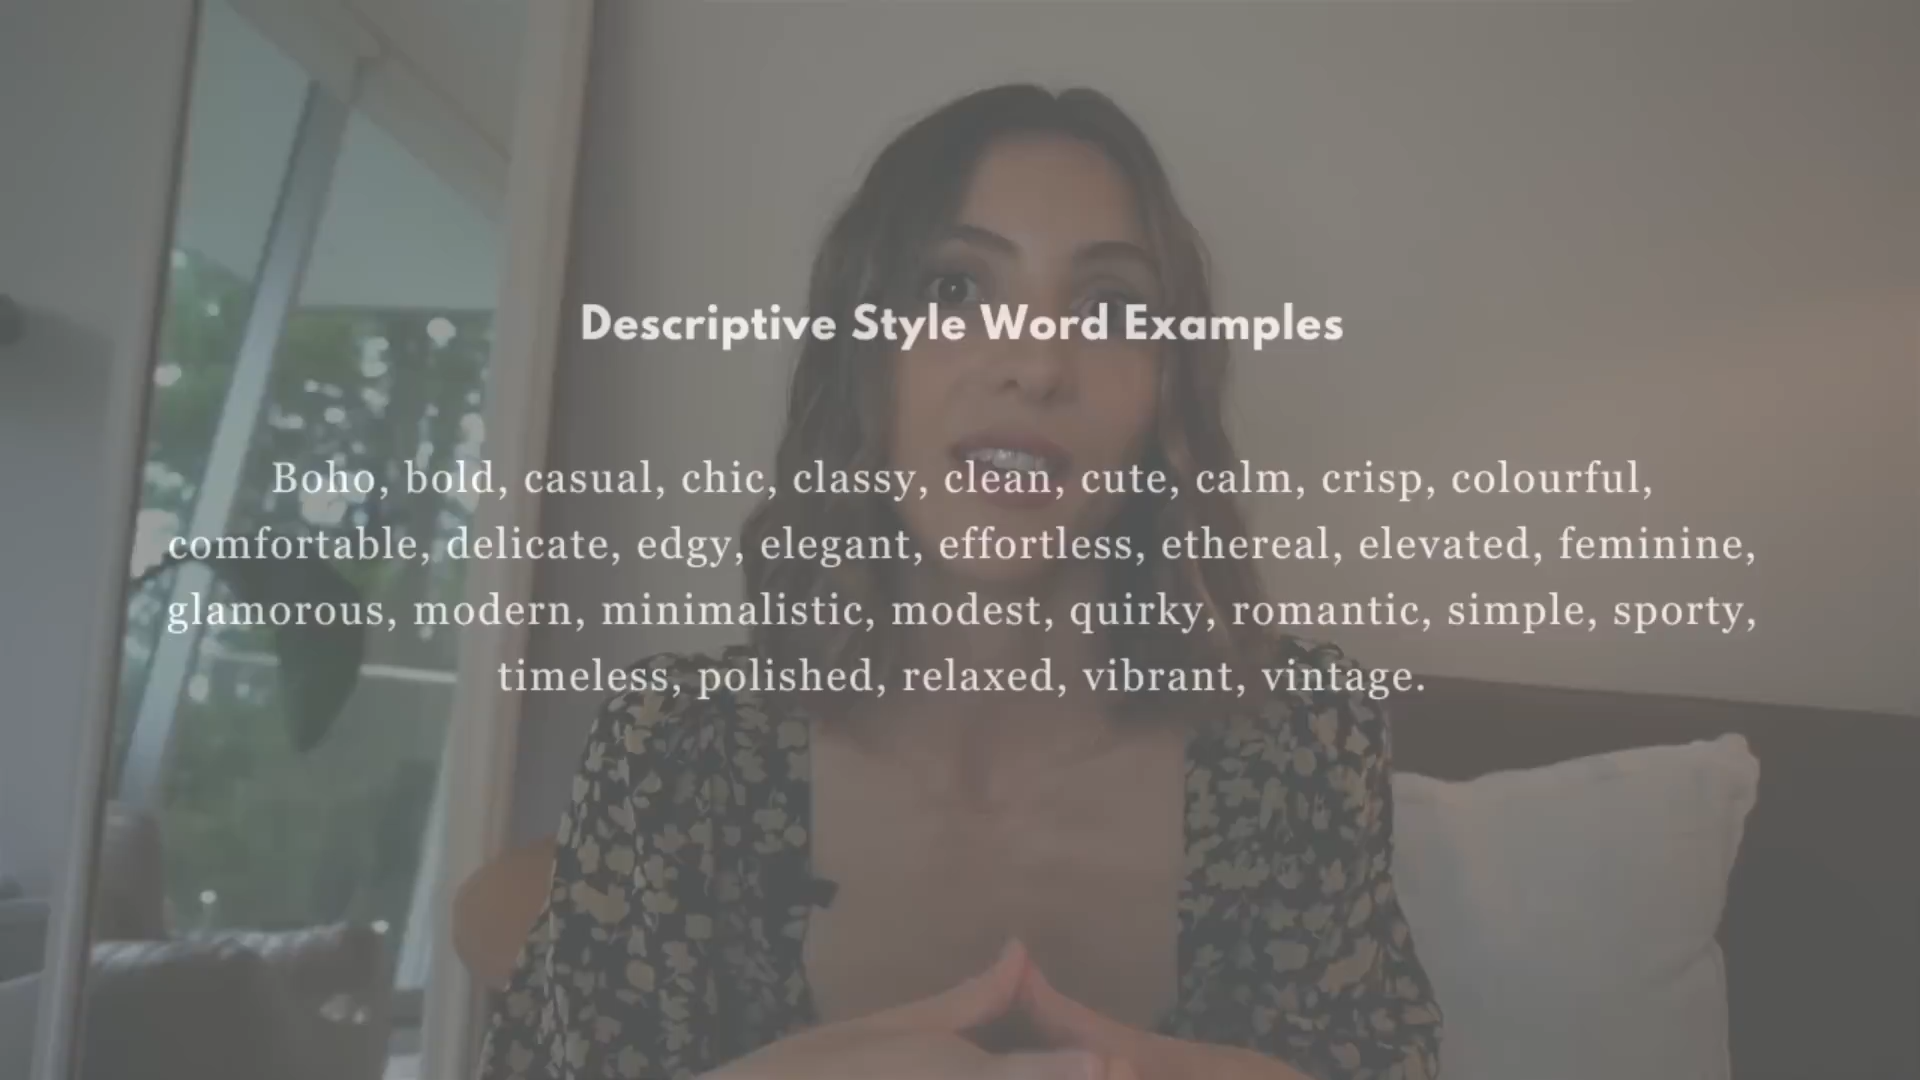 Descriptive Style Word Examples
Boho, bold, casual, chic, classy, clean, cute, calm, crisp, colourful,
comfortable, delicate, edgy, elegant, effortless, ethereal, elevated, feminine,
glamorous, modern, minimalistic, modest, quirky, romantic, simple, sporty,
timeless, polished, relaxed, vibrant, vintage.